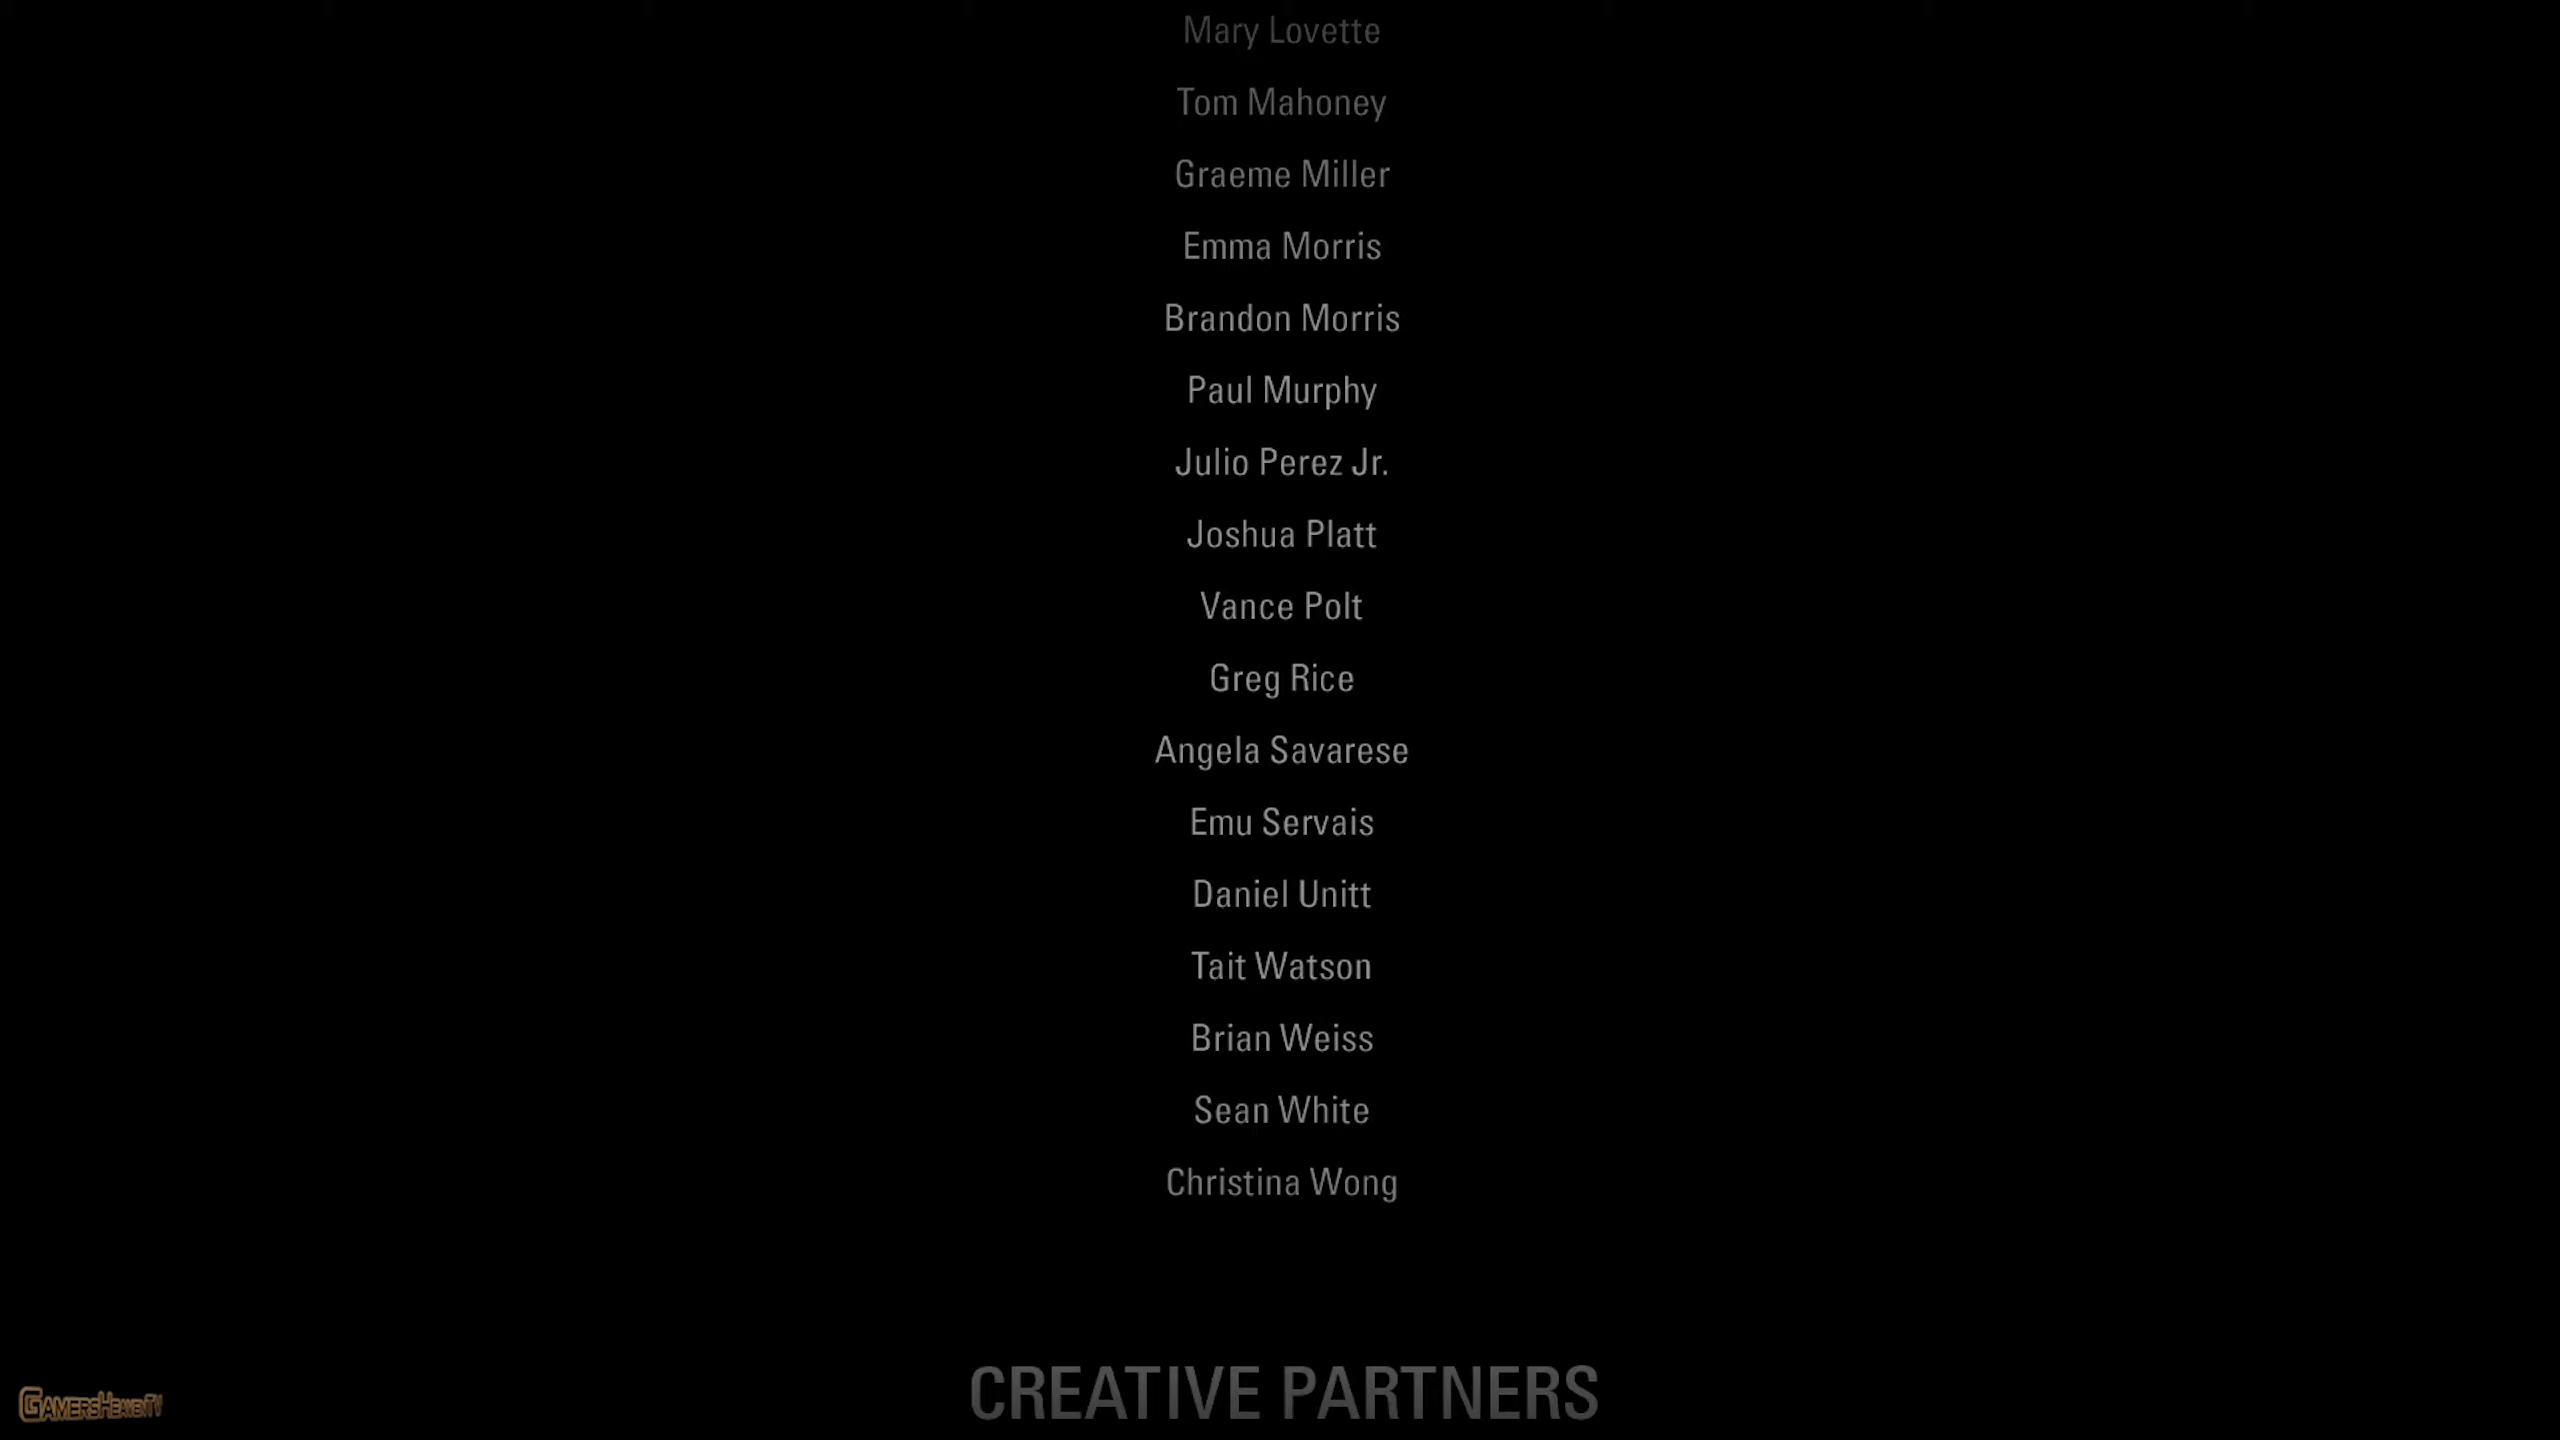 Mary Lovette
Tom Mahoney
Graeme Miller
Emma Morris
Brandon Morris
Paul Murphy
Julio Perez Jr.
Joshua Platt
Vance Polt
Greg Rice
Angela Savarese
Emu Servais
Daniel Unitt
Tait Watson
Brian Weiss
Sean White
Christina Wong
CREATIVE PARTNERS
GamersHeavenTV